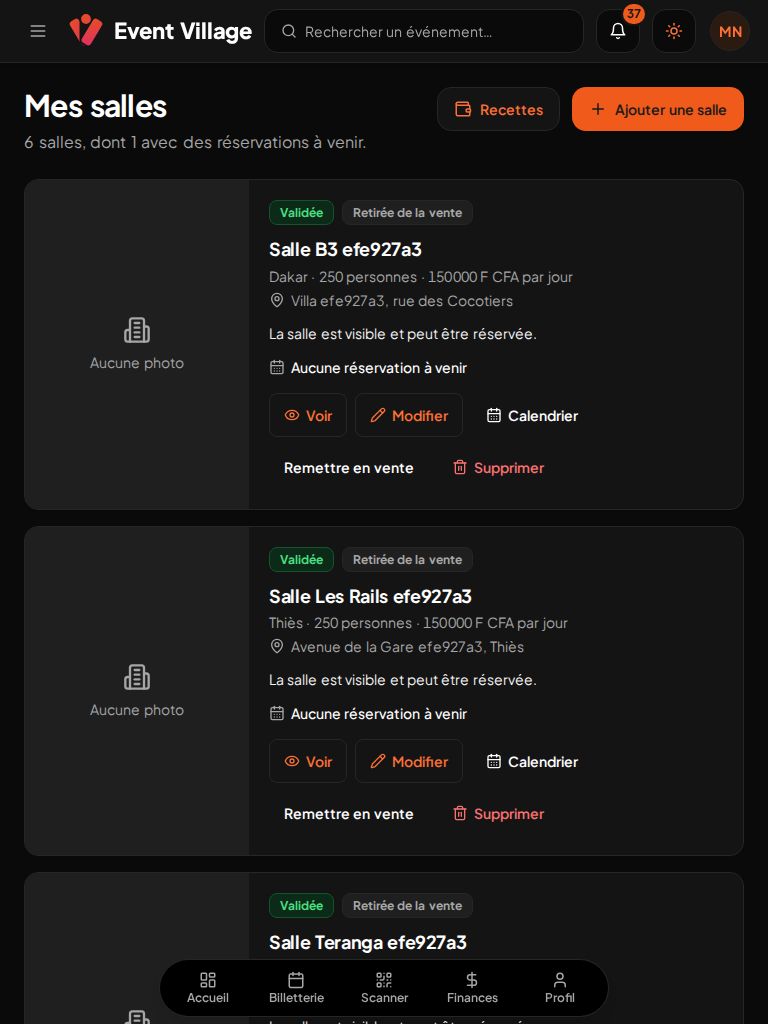 Event Village
Rechercher un événement…
37
MN
Mes salles
6 salles, dont 1 avec des réservations à venir.
Recettes
Ajouter une salle
Aucune photo
Validée
Retirée de la vente
Salle B3 efe927a3
Dakar · 250 personnes · 150000 F CFA par jour
Villa efe927a3, rue des Cocotiers
La salle est visible et peut être réservée.
Aucune réservation à venir
Voir
Modifier
Calendrier
Remettre en vente
Supprimer
Aucune photo
Validée
Retirée de la vente
Salle Les Rails efe927a3
Thiès · 250 personnes · 150000 F CFA par jour
Avenue de la Gare efe927a3, Thiès
La salle est visible et peut être réservée.
Aucune réservation à venir
Voir
Modifier
Calendrier
Remettre en vente
Supprimer
Validée
Retirée de la vente
Salle Teranga efe927a3
Accueil
Billetterie
Scanner
Finances
Profil